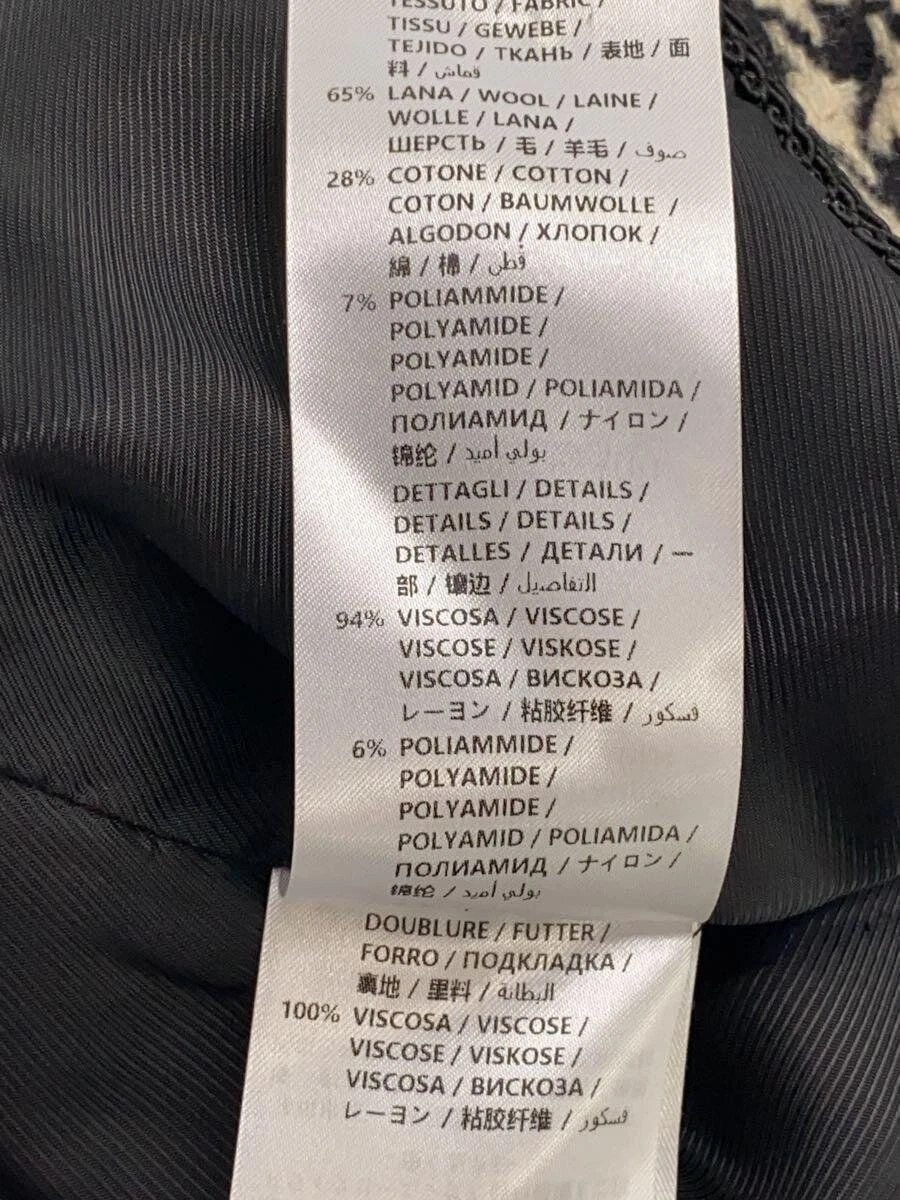 TESSUTO / FABRIC /
TISSU / GEWEBE /
TEJIDO / ТКАНЬ / 表地 / 面
料 / قماش
65% LANA / WOOL / LAINE /
WOLLE / LANA /
ШЕРСТЬ / 毛 / 羊毛 / صوف
28% COTONE / COTTON /
COTON / BAUMWOLLE /
ALGODON / ХЛОПОК /
綿 / 棉 / قطن
7% POLIAMMIDE /
POLYAMIDE /
POLYAMIDE /
POLYAMID / POLIAMIDA /
ПОЛИАМИД / ナイロン /
锦纶 / بولي أميد
DETTAGLI / DETAILS /
DETAILS / DETAILS /
DETALLES / ДЕТАЛИ / 一
部 / 镶边 / التفاصيل
94% VISCOSA / VISCOSE /
VISCOSE / VISKOSE /
VISCOSA / ВИСКОЗА /
レーヨン / 粘胶纤维 / فسكور
6% POLIAMMIDE /
POLYAMIDE /
POLYAMIDE /
POLYAMID / POLIAMIDA /
ПОЛИАМИД / ナイロン /
锦纶 / بولي أميد
DOUBLURE / FUTTER /
FORRO / ПОДКЛАДКА /
裏地 / 里料 / البطانة
100% VISCOSA / VISCOSE /
VISCOSE / VISKOSE /
VISCOSA / ВИСКОЗА /
レーヨン / 粘胶纤维 / فسكور